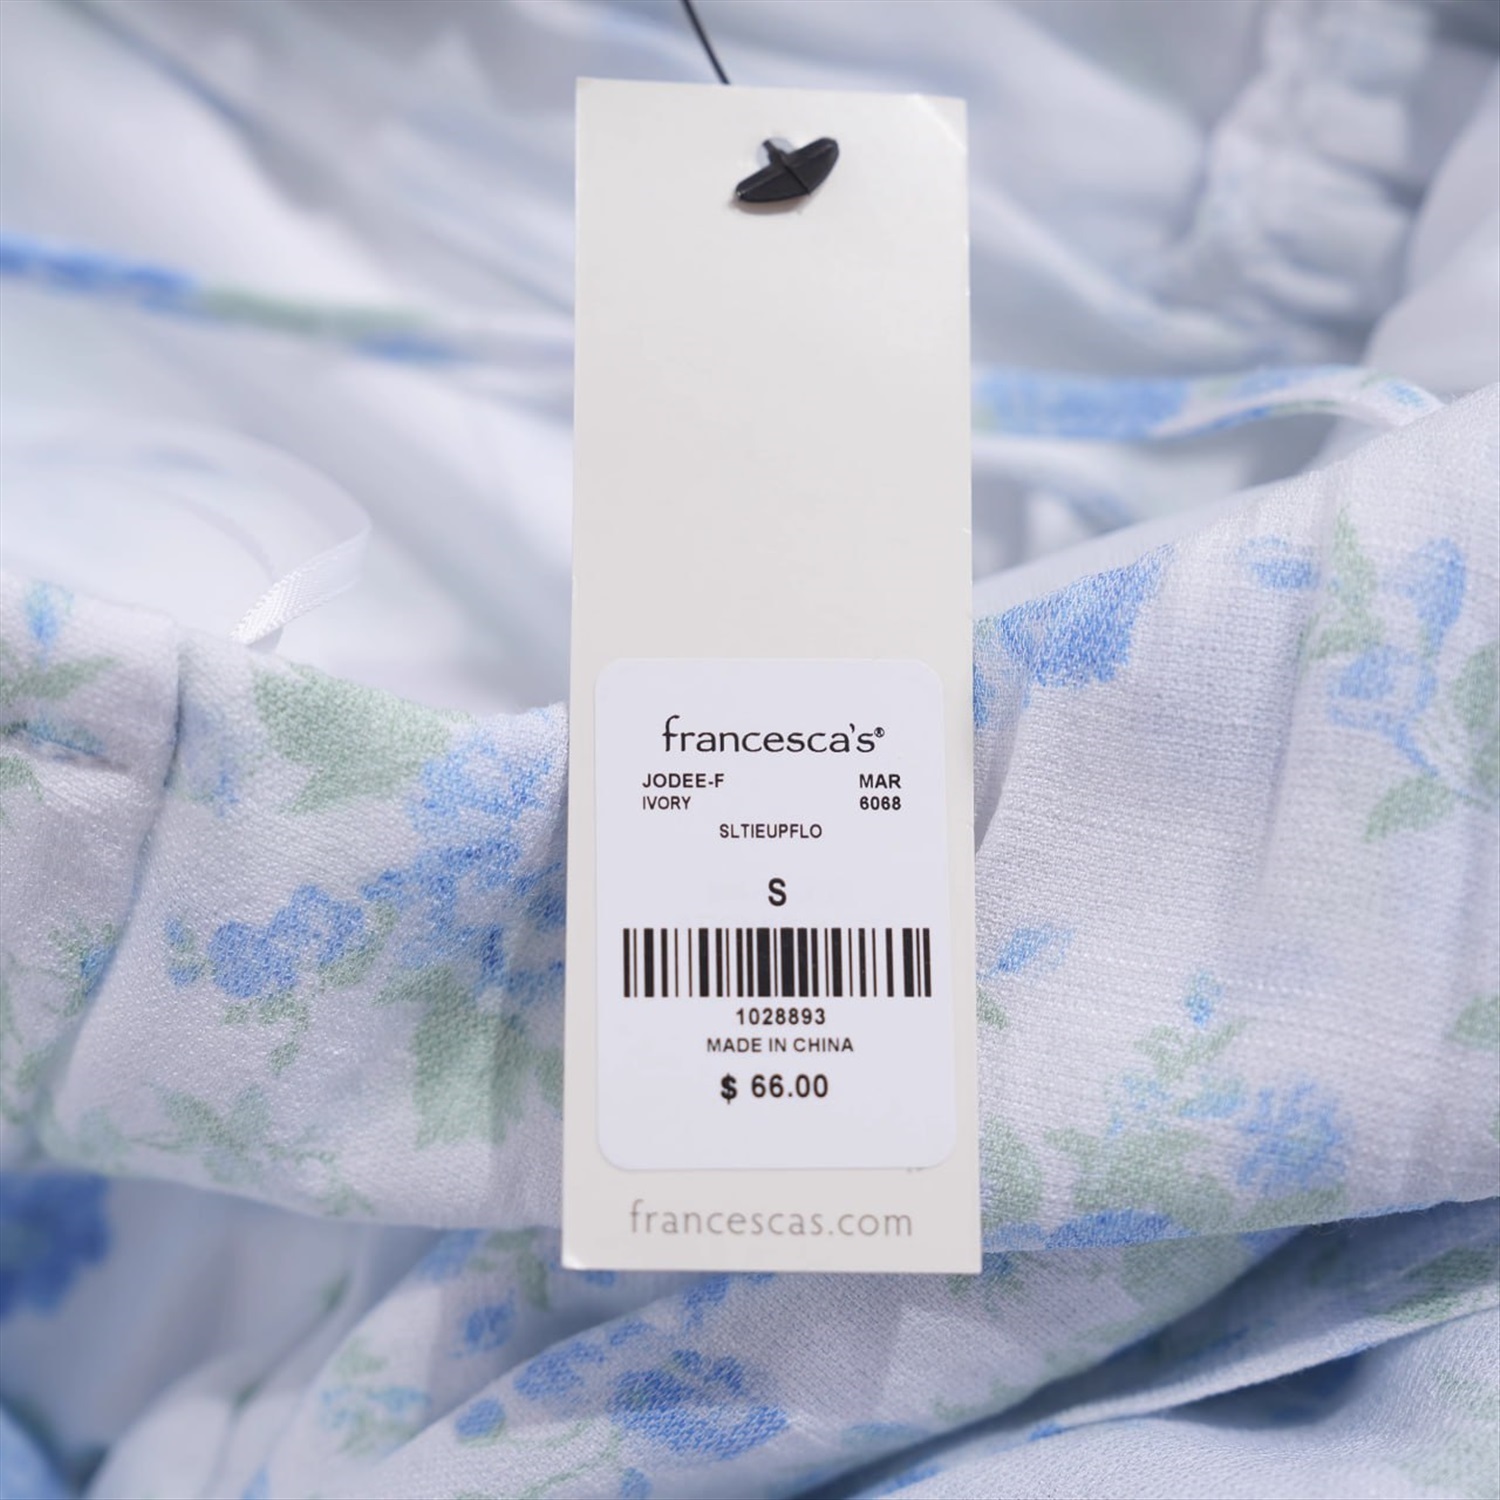 francesca's®
JODEE-F MAR
IVORY 6068
SLTIEUPFLO
S
1028893
MADE IN CHINA
$ 66.00
francescas.com